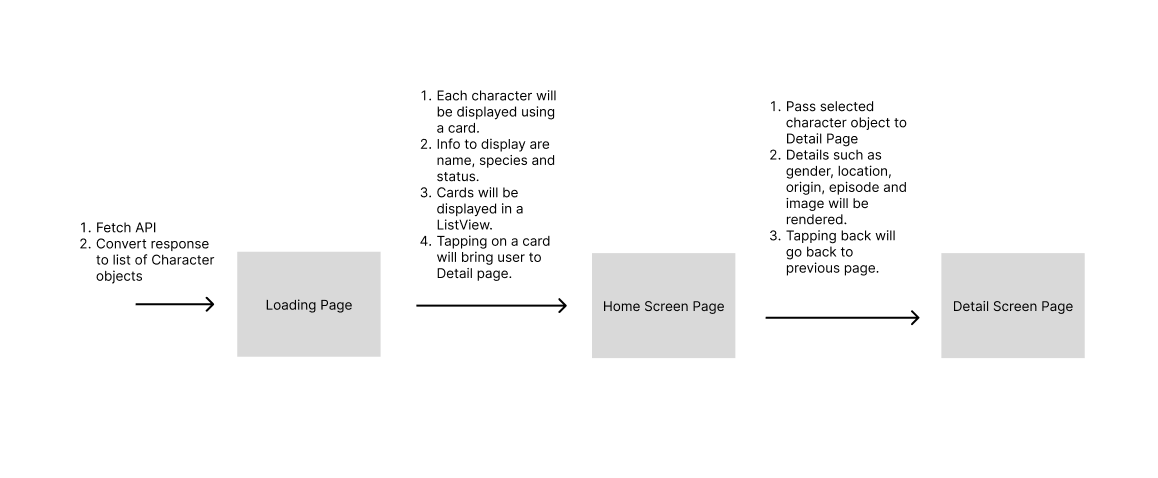 1. Fetch API
2. Convert response
to list of Character
objects
Loading Page
1. Each character will
be displayed using
a card.
2. Info to display are
name, species and
status.
3. Cards will be
displayed in a
ListView.
4. Tapping on a card
will bring user to
Detail page.
Home Screen Page
1. Pass selected
character object to
Detail Page
2. Details such as
gender, location,
origin, episode and
image will be
rendered.
3. Tapping back will
go back to
previous page.
Detail Screen Page